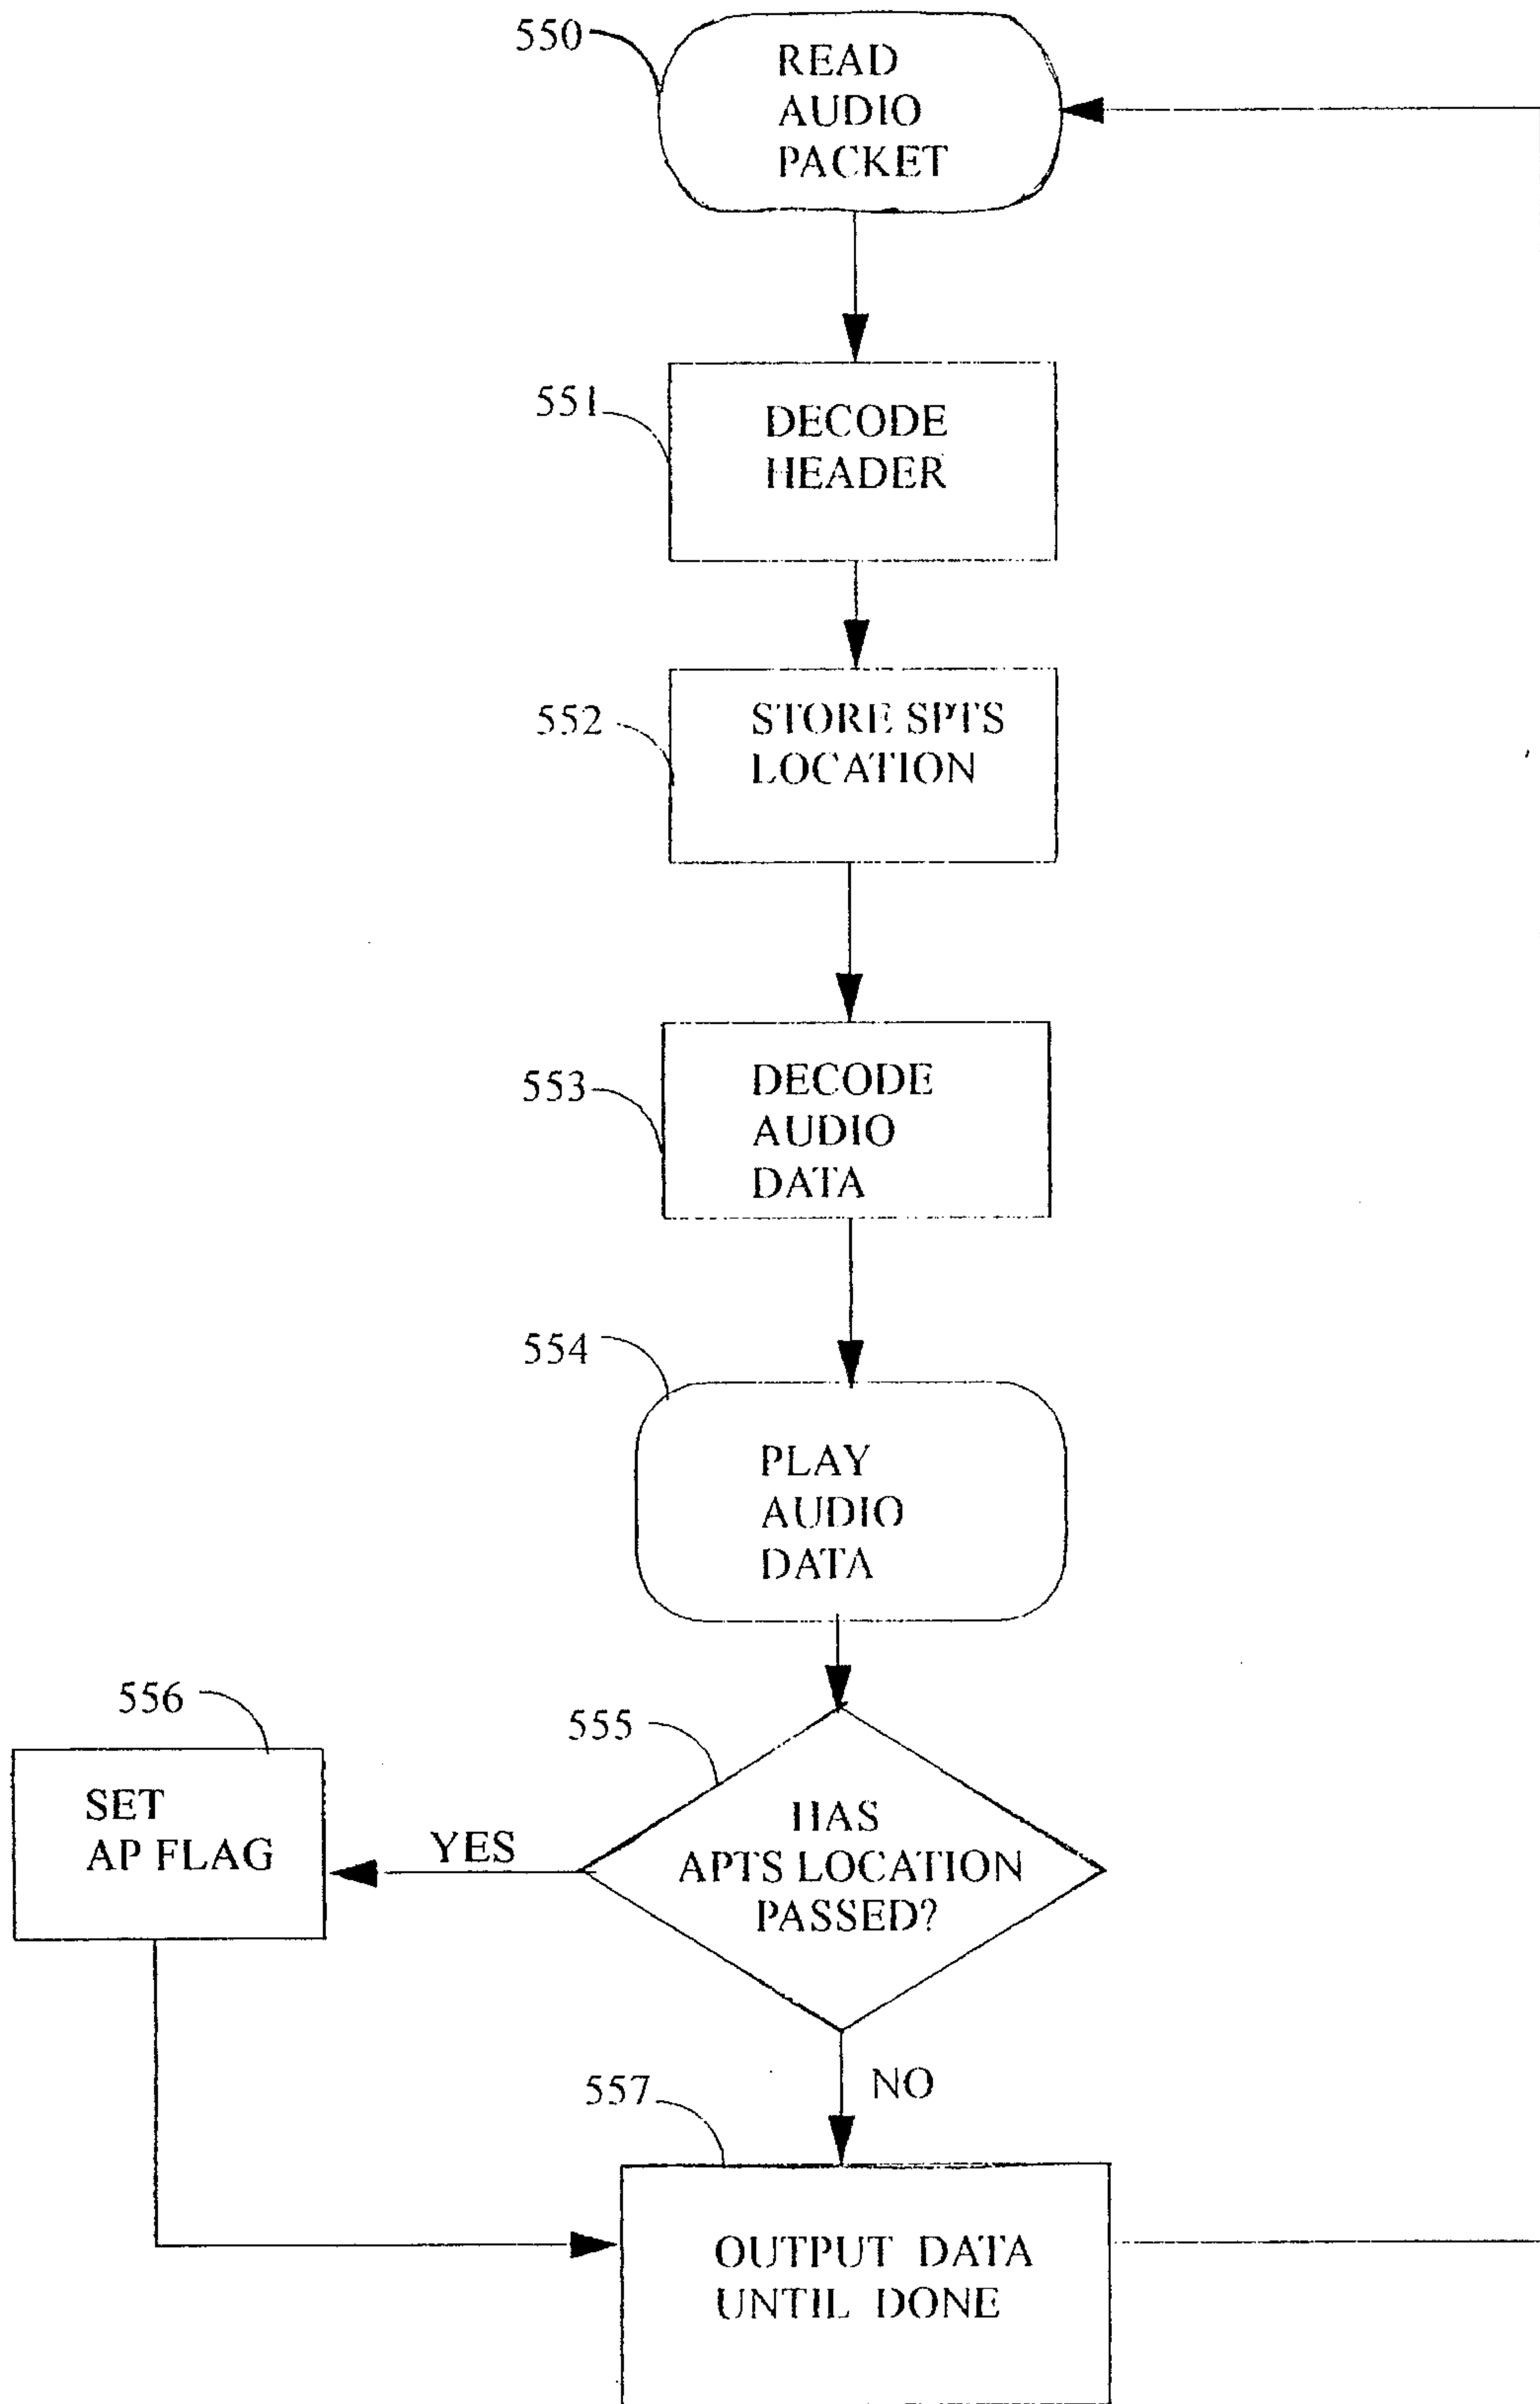 550
READ
AUDIO
PACKET
551
DECODE
HEADER
552
STORE SPTS
LOCATION
553
DECODE
AUDIO
DATA
554
PLAY
AUDIO
DATA
555
HAS
APTS LOCATION
PASSED?
556
SET
AP FLAG
YES
NO
557
OUTPUT DATA
UNTIL DONE